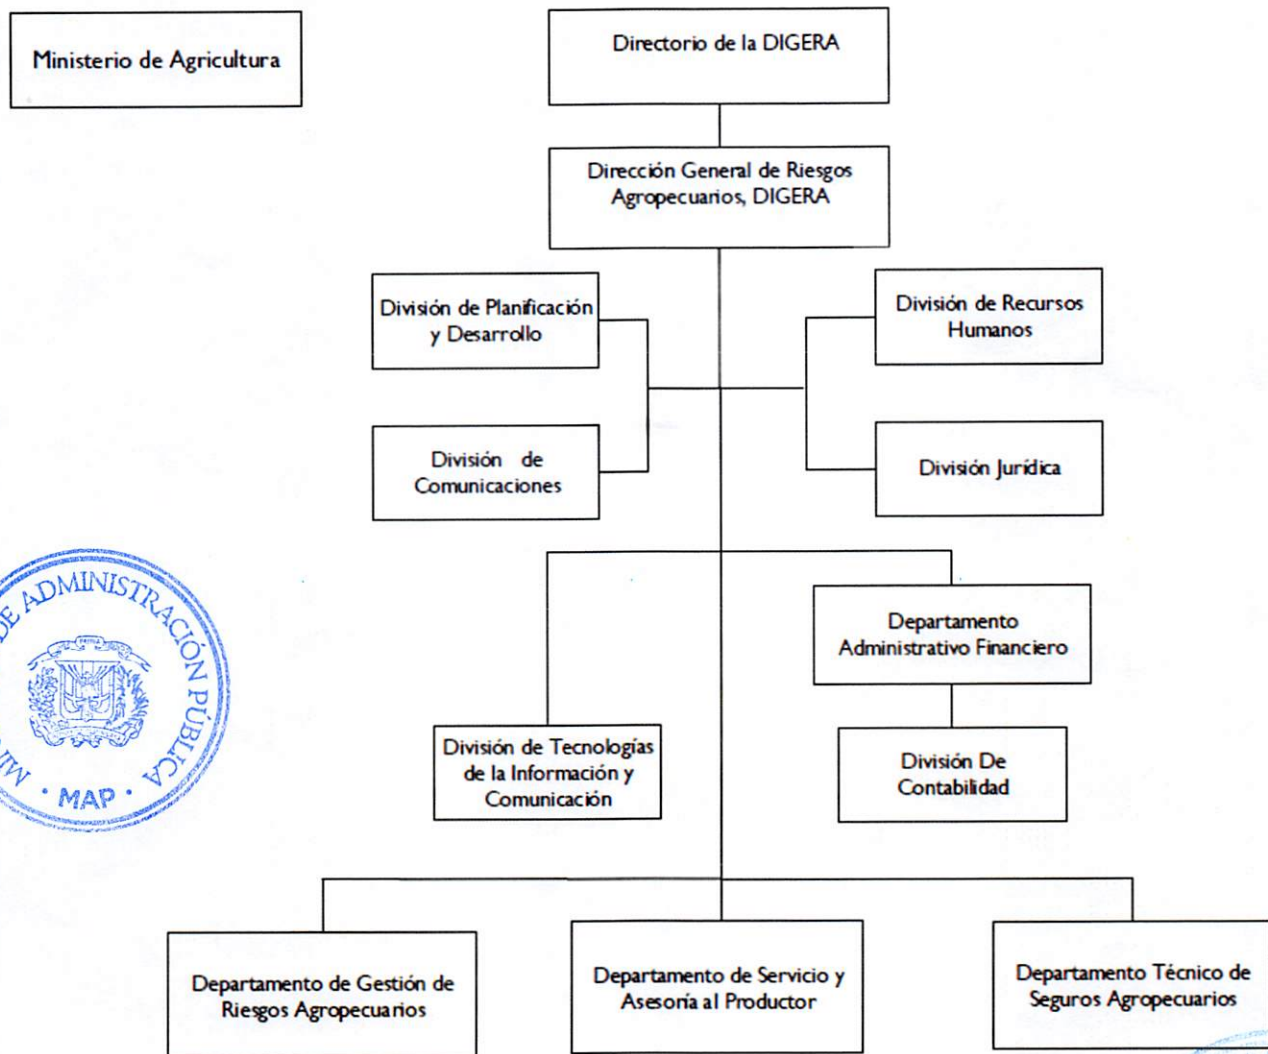 Ministerio de Agricultura
Directorio de la DIGERA
Dirección General de Riesgos
Agropecuarios, DIGERA
División de Planificación
y Desarrollo
División de Recursos
Humanos
División de
Comunicaciones
División Jurídica
DE ADMINISTRACIÓN PÚBLICA
· MAP ·
Departamento
Administrativo Financiero
División de Tecnologías
de la Información y
Comunicación
División De
Contabilidad
Departamento de Gestión de
Riesgos Agropecuarios
Departamento de Servicio y
Asesoría al Productor
Departamento Técnico de
Seguros Agropecuarios